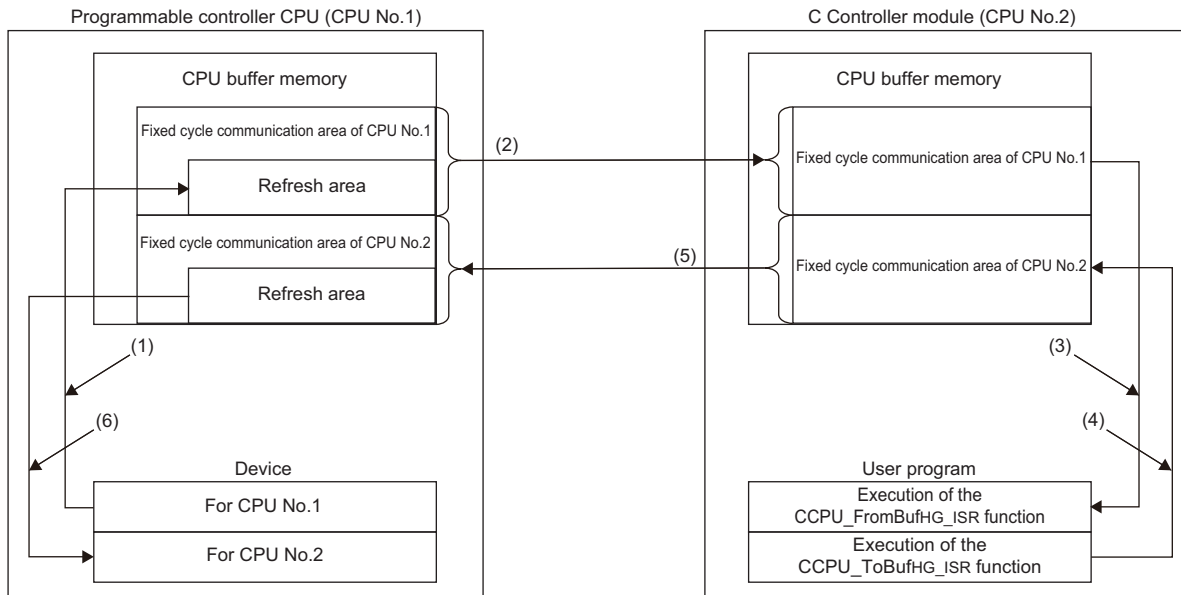 Programmable controller CPU (CPU No.1)
C Controller module (CPU No.2)
CPU buffer memory
CPU buffer memory
Fixed cycle communication area of CPU No.1
(2)
Fixed cycle communication area of CPU No.1
Refresh area
Fixed cycle communication area of CPU No.2
(5)
Fixed cycle communication area of CPU No.2
Refresh area
(1)
(3)
(6)
(4)
Device
User program
For CPU No.1
Execution of the
CCPU_FromBufHG_ISR function
For CPU No.2
Execution of the
CCPU_ToBufHG_ISR function